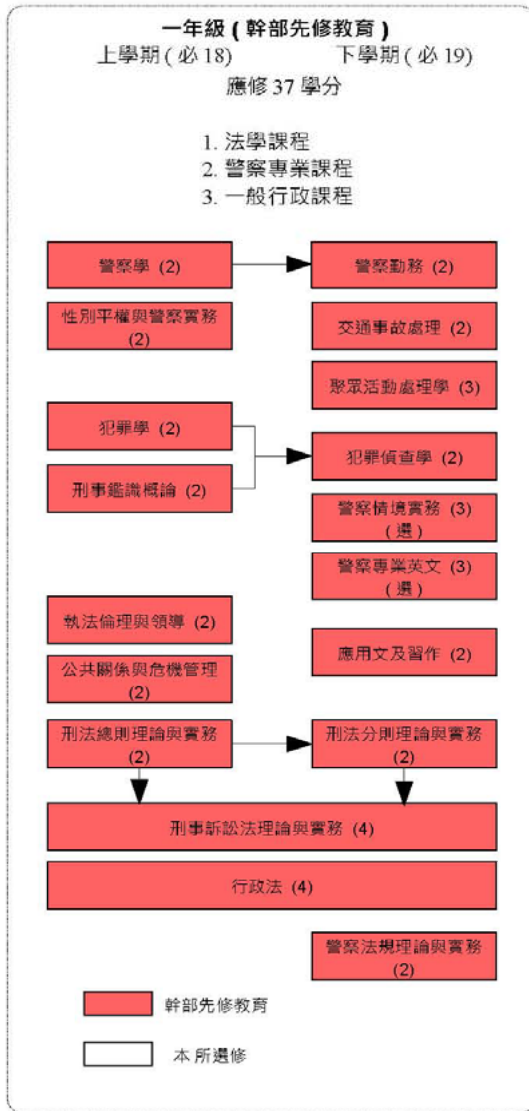 一年級 ( 幹部先修教育 )
上學期 ( 必 18)　下學期 ( 必 19)
應修 37 學分
1. 法學課程
2. 警察專業課程
3. 一般行政課程
警察學 (2)
警察勤務 (2)
性別平權與警察實務
(2)
交通事故處理 (2)
聚眾活動處理學 (3)
犯罪學 (2)
犯罪偵查學 (2)
刑事鑑識概論 (2)
警察情境實務 (3)
( 選 )
警察專業英文 (3)
( 選 )
執法倫理與領導 (2)
應用文及習作 (2)
公共關係與危機管理
(2)
刑法總則理論與實務
(2)
刑法分則理論與實務
(2)
刑事訴訟法理論與實務 (4)
行政法 (4)
警察法規理論與實務
(2)
幹部先修教育
本 所選修